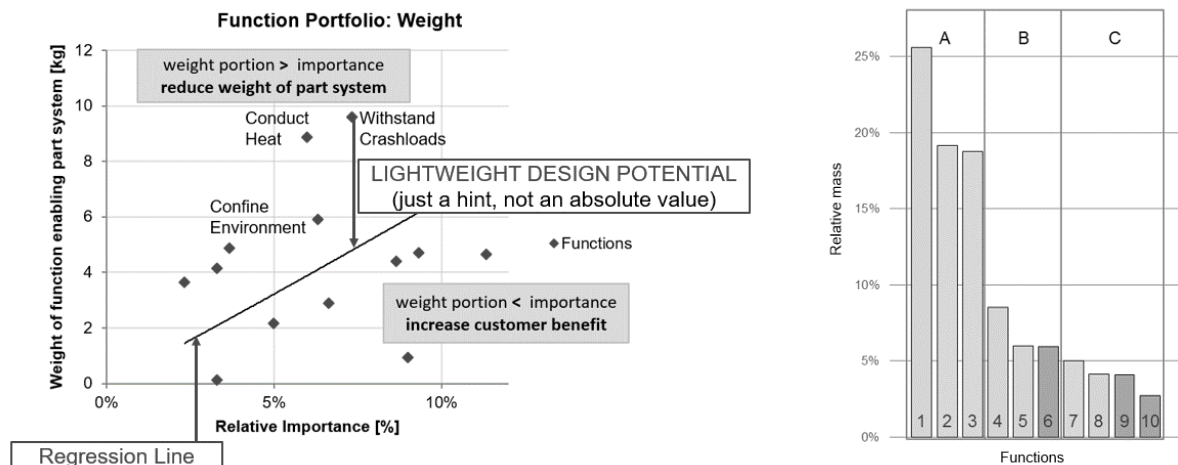 Function Portfolio: Weight
Weight of function enabling part system [kg]
12
10
8
6
4
2
0
weight portion > importance
reduce weight of part system
Conduct
Heat
Withstand
Crashloads
LIGHTWEIGHT DESIGN POTENTIAL
(just a hint, not an absolute value)
Confine
Environment
Functions
weight portion < importance
increase customer benefit
0%
5%
10%
Relative Importance [%]
Regression Line
A
B
C
Relative mass
25%
20%
15%
10%
5%
0%
1 2 3 4 5 6 7 8 9 10
Functions